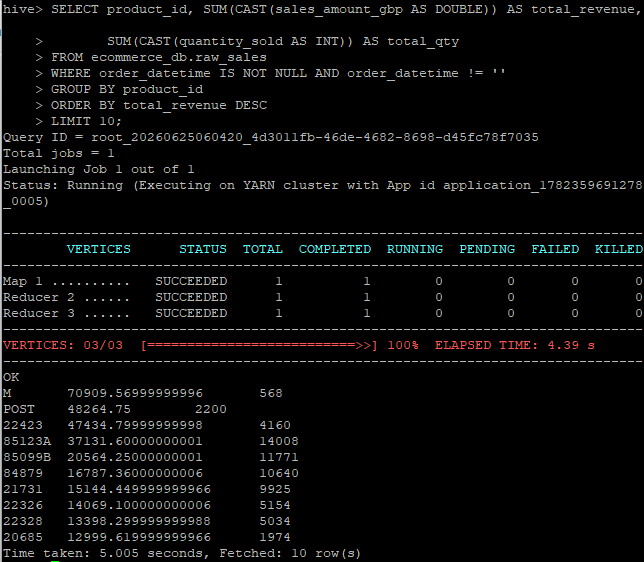 hive> SELECT product_id, SUM(CAST(sales_amount_gbp AS DOUBLE)) AS total_revenue,
    >        SUM(CAST(quantity_sold AS INT)) AS total_qty
    > FROM ecommerce_db.raw_sales
    > WHERE order_datetime IS NOT NULL AND order_datetime != ''
    > GROUP BY product_id
    > ORDER BY total_revenue DESC
    > LIMIT 10;
Query ID = root_20260625060420_4d3011fb-46de-4682-8698-d45fc78f7035
Total jobs = 1
Launching Job 1 out of 1
Status: Running (Executing on YARN cluster with App id application_1782359691278
_0005)
--------------------------------------------------------------------------------
        VERTICES      STATUS  TOTAL  COMPLETED  RUNNING  PENDING  FAILED  KILLED
--------------------------------------------------------------------------------
Map 1 ..........   SUCCEEDED      1          1        0        0       0       0
Reducer 2 ......   SUCCEEDED      1          1        0        0       0       0
Reducer 3 ......   SUCCEEDED      1          1        0        0       0       0
--------------------------------------------------------------------------------
VERTICES: 03/03  [==========================>>] 100%  ELAPSED TIME: 4.39 s
--------------------------------------------------------------------------------
OK
M       70909.56999999996       568
POST    48264.75        2200
22423   47434.79999999998       4160
85123A  37131.60000000001       14008
85099B  20564.25000000001       11771
84879   16787.36000000006       10640
21731   15144.449999999966      9925
22326   14069.100000000006      5154
22328   13398.299999999988      5034
20685   12999.619999999966      1974
Time taken: 5.005 seconds, Fetched: 10 row(s)